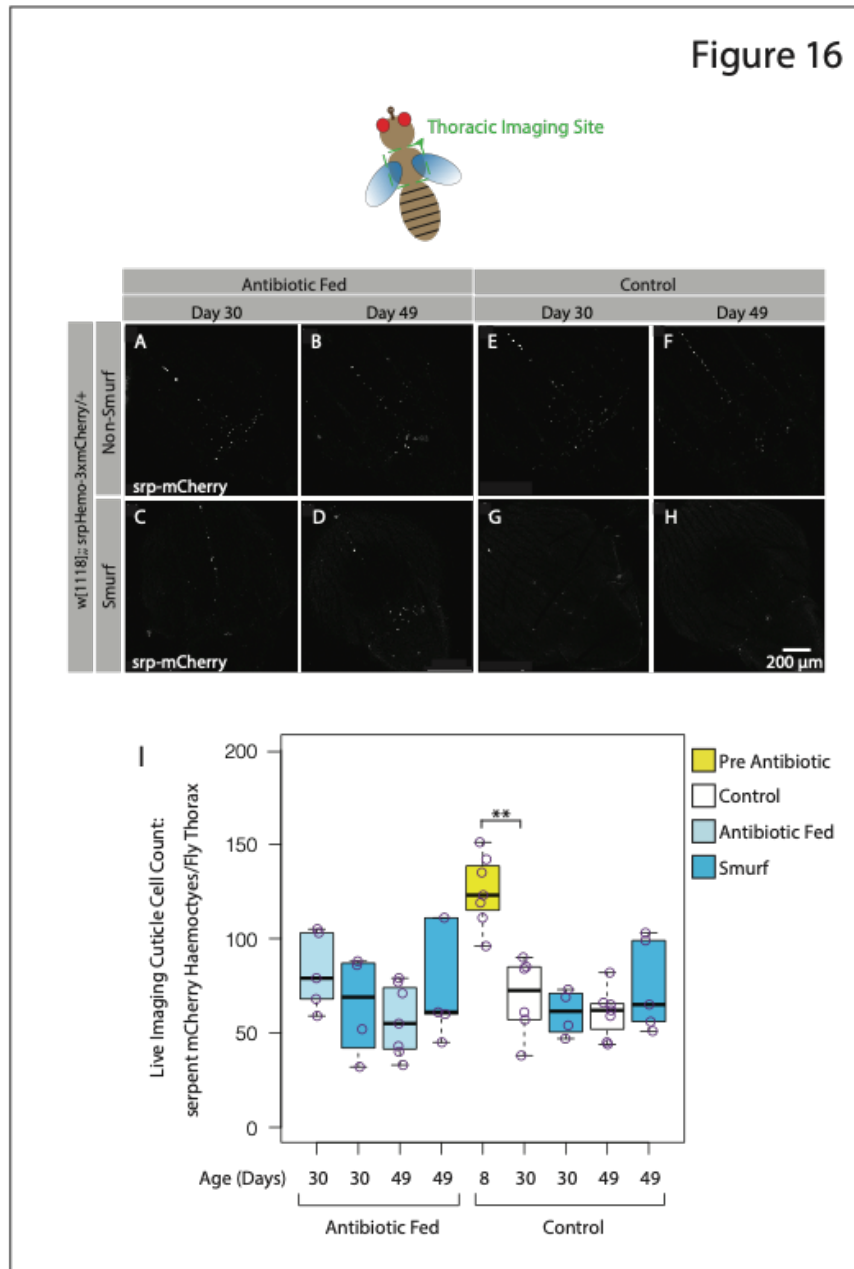 Figure 16
Thoracic Imaging Site
Antibiotic Fed
Control
Day 30
Day 49
Day 30
Day 49
w[1118];; srpHemo-3xmCherry/+
Non-Smurf
Smurf
A
B
E
F
srp-mCherry
C
D
G
H
srp-mCherry
200 µm
I
Live Imaging Cuticle Cell Count:
serpent mCherry Haemoctyes/Fly Thorax
200
150
100
50
0
**
Pre Antibiotic
Control
Antibiotic Fed
Smurf
Age (Days)
30 30 49 49 8 30 30 49 49
Antibiotic Fed
Control